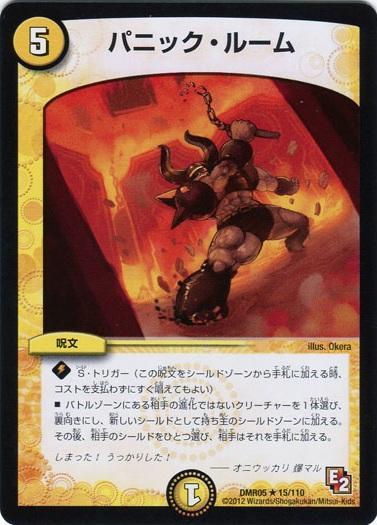 5
パニック・ルーム
illus. Okera
呪文
S・トリガー（この呪文をシールドゾーンから手札に加える時、
コストを支払わずにすぐ唱えてもよい）
■ バトルゾーンにある相手の進化ではないクリーチャーを1体選び、
裏向きにし、新しいシールドとして持ち主のシールドゾーンに加える。
その後、相手のシールドをひとつ選び、相手はそれを手札に加える。
しまった! うっかりした!
—— オニウッカリ 爆マル
1
DMR05 ★ 15/110
©2012 Wizards/Shogakukan/Mitsui-Kids
E2